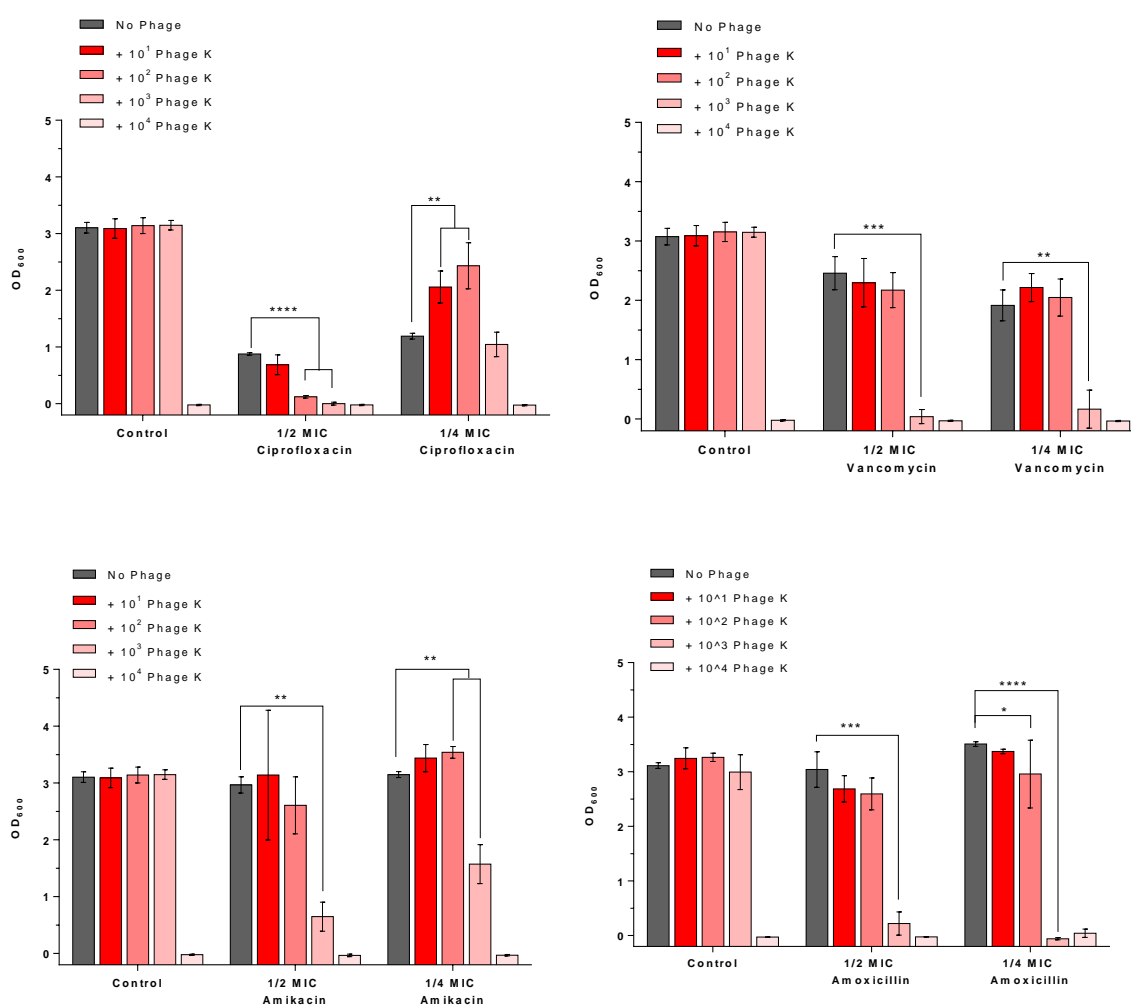 No Phage
+ 10¹ Phage K
+ 10² Phage K
+ 10³ Phage K
+ 10⁴ Phage K
5
4
3
2
1
0
OD₆₀₀
****
**
Control
1/2 MIC
Ciprofloxacin
1/4 MIC
Ciprofloxacin
No Phage
+ 10¹ Phage K
+ 10² Phage K
+ 10³ Phage K
+ 10⁴ Phage K
5
4
3
2
1
0
OD₆₀₀
***
**
Control
1/2 MIC
Vancomycin
1/4 MIC
Vancomycin
No Phage
+ 10¹ Phage K
+ 10² Phage K
+ 10³ Phage K
+ 10⁴ Phage K
5
4
3
2
1
0
OD₆₀₀
**
**
Control
1/2 MIC
Amikacin
1/4 MIC
Amikacin
No Phage
+ 10^1 Phage K
+ 10^2 Phage K
+ 10^3 Phage K
+ 10^4 Phage K
5
4
3
2
1
0
OD₆₀₀
***
****
*
Control
1/2 MIC
Amoxicillin
1/4 MIC
Amoxicillin